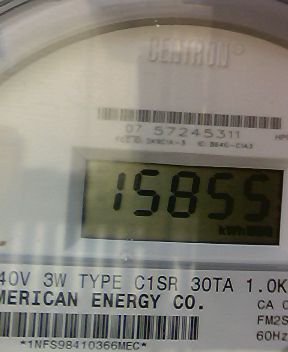 CENTRON®
07 57245311
15855
kWh
40V 3W TYPE C1SR 30TA 1.0K
MERICAN ENERGY CO.
CA 0
FM2S
60Hz
*1NFS98410366MEC*